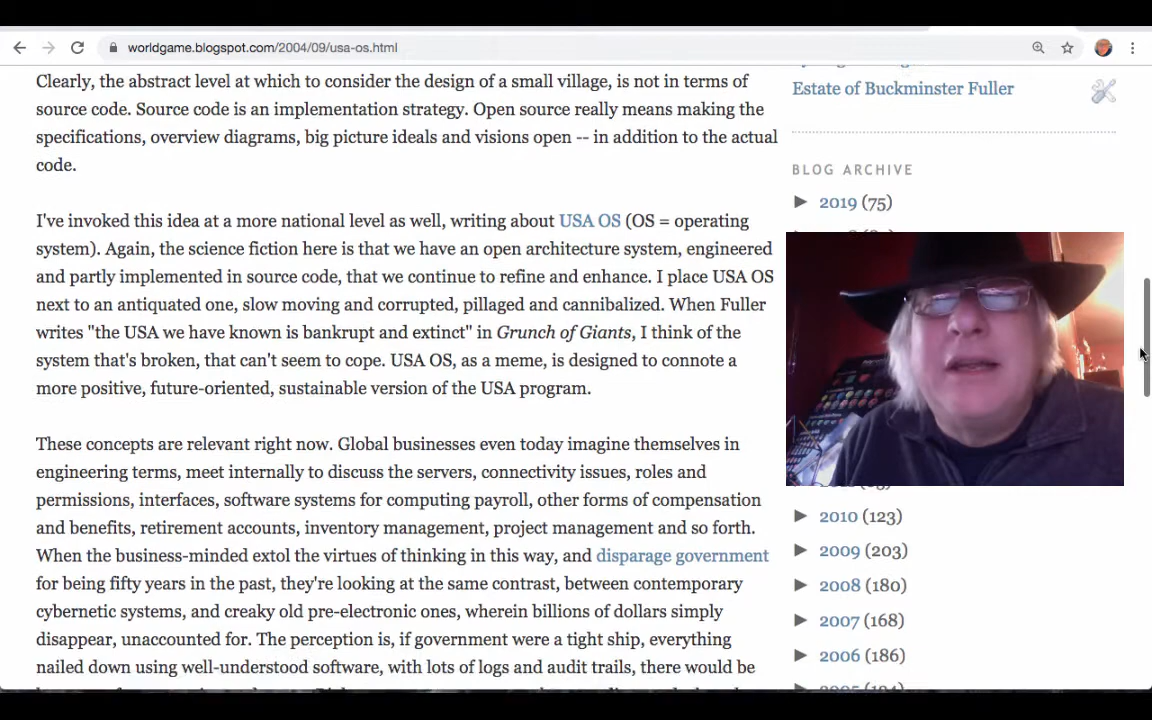 worldgame.blogspot.com/2004/09/usa-os.html
Clearly, the abstract level at which to consider the design of a small village, is not in terms of
source code. Source code is an implementation strategy. Open source really means making the
specifications, overview diagrams, big picture ideals and visions open -- in addition to the actual
code.
I've invoked this idea at a more national level as well, writing about USA OS (OS = operating
system). Again, the science fiction here is that we have an open architecture system, engineered
and partly implemented in source code, that we continue to refine and enhance. I place USA OS
next to an antiquated one, slow moving and corrupted, pillaged and cannibalized. When Fuller
writes "the USA we have known is bankrupt and extinct" in Grunch of Giants, I think of the
system that's broken, that can't seem to cope. USA OS, as a meme, is designed to connote a
more positive, future-oriented, sustainable version of the USA program.
These concepts are relevant right now. Global businesses even today imagine themselves in
engineering terms, meet internally to discuss the servers, connectivity issues, roles and
permissions, interfaces, software systems for computing payroll, other forms of compensation
and benefits, retirement accounts, inventory management, project management and so forth.
When the business-minded extol the virtues of thinking in this way, and disparage government
for being fifty years in the past, they're looking at the same contrast, between contemporary
cybernetic systems, and creaky old pre-electronic ones, wherein billions of dollars simply
disappear, unaccounted for. The perception is, if government were a tight ship, everything
nailed down using well-understood software, with lots of logs and audit trails, there would be
Estate of Buckminster Fuller
BLOG ARCHIVE
► 2019 (75)
► 2010 (123)
► 2009 (203)
► 2008 (180)
► 2007 (168)
► 2006 (186)